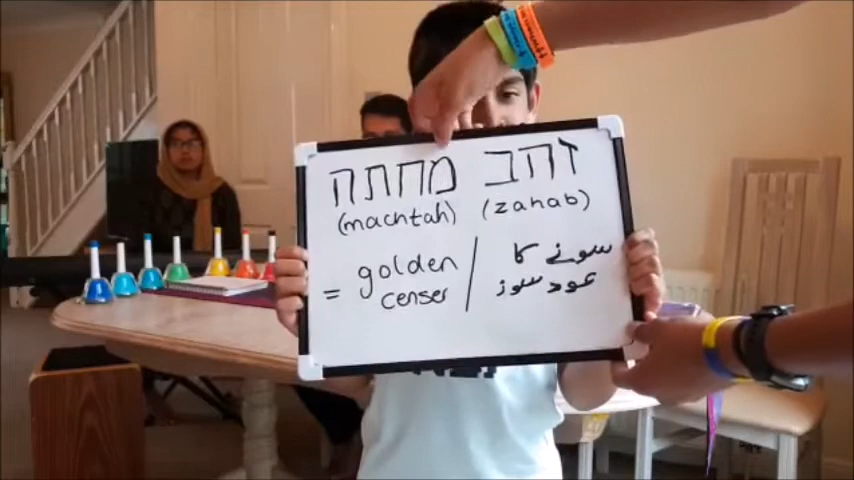 זהב מחתה
(machtah) (zahab)
golden / سونے کا
= censer / عود سوز